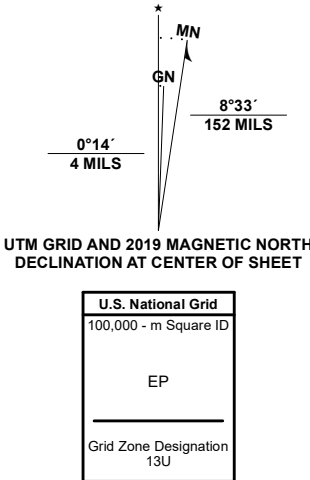 ★
MN
GN
8°33´
152 MILS
0°14´
4 MILS
UTM GRID AND 2019 MAGNETIC NORTH
DECLINATION AT CENTER OF SHEET
U.S. National Grid
100,000 - m Square ID
EP
Grid Zone Designation
13U